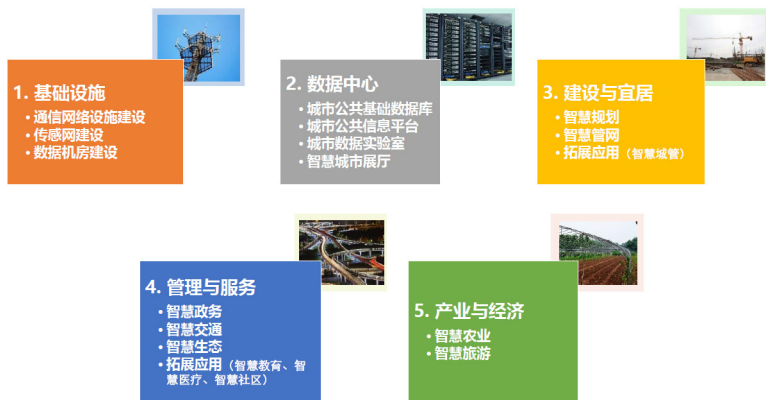 1. 基础设施
• 通信网络设施建设
• 传感网建设
• 数据机房建设
2. 数据中心
• 城市公共基础数据库
• 城市公共信息平台
• 城市数据实验室
• 智慧城市展厅
3. 建设与宜居
• 智慧规划
• 智慧管网
• 拓展应用（智慧城管）
4. 管理与服务
• 智慧政务
• 智慧交通
• 智慧生态
• 拓展应用（智慧教育、智
慧医疗、智慧社区）
5. 产业与经济
• 智慧农业
• 智慧旅游